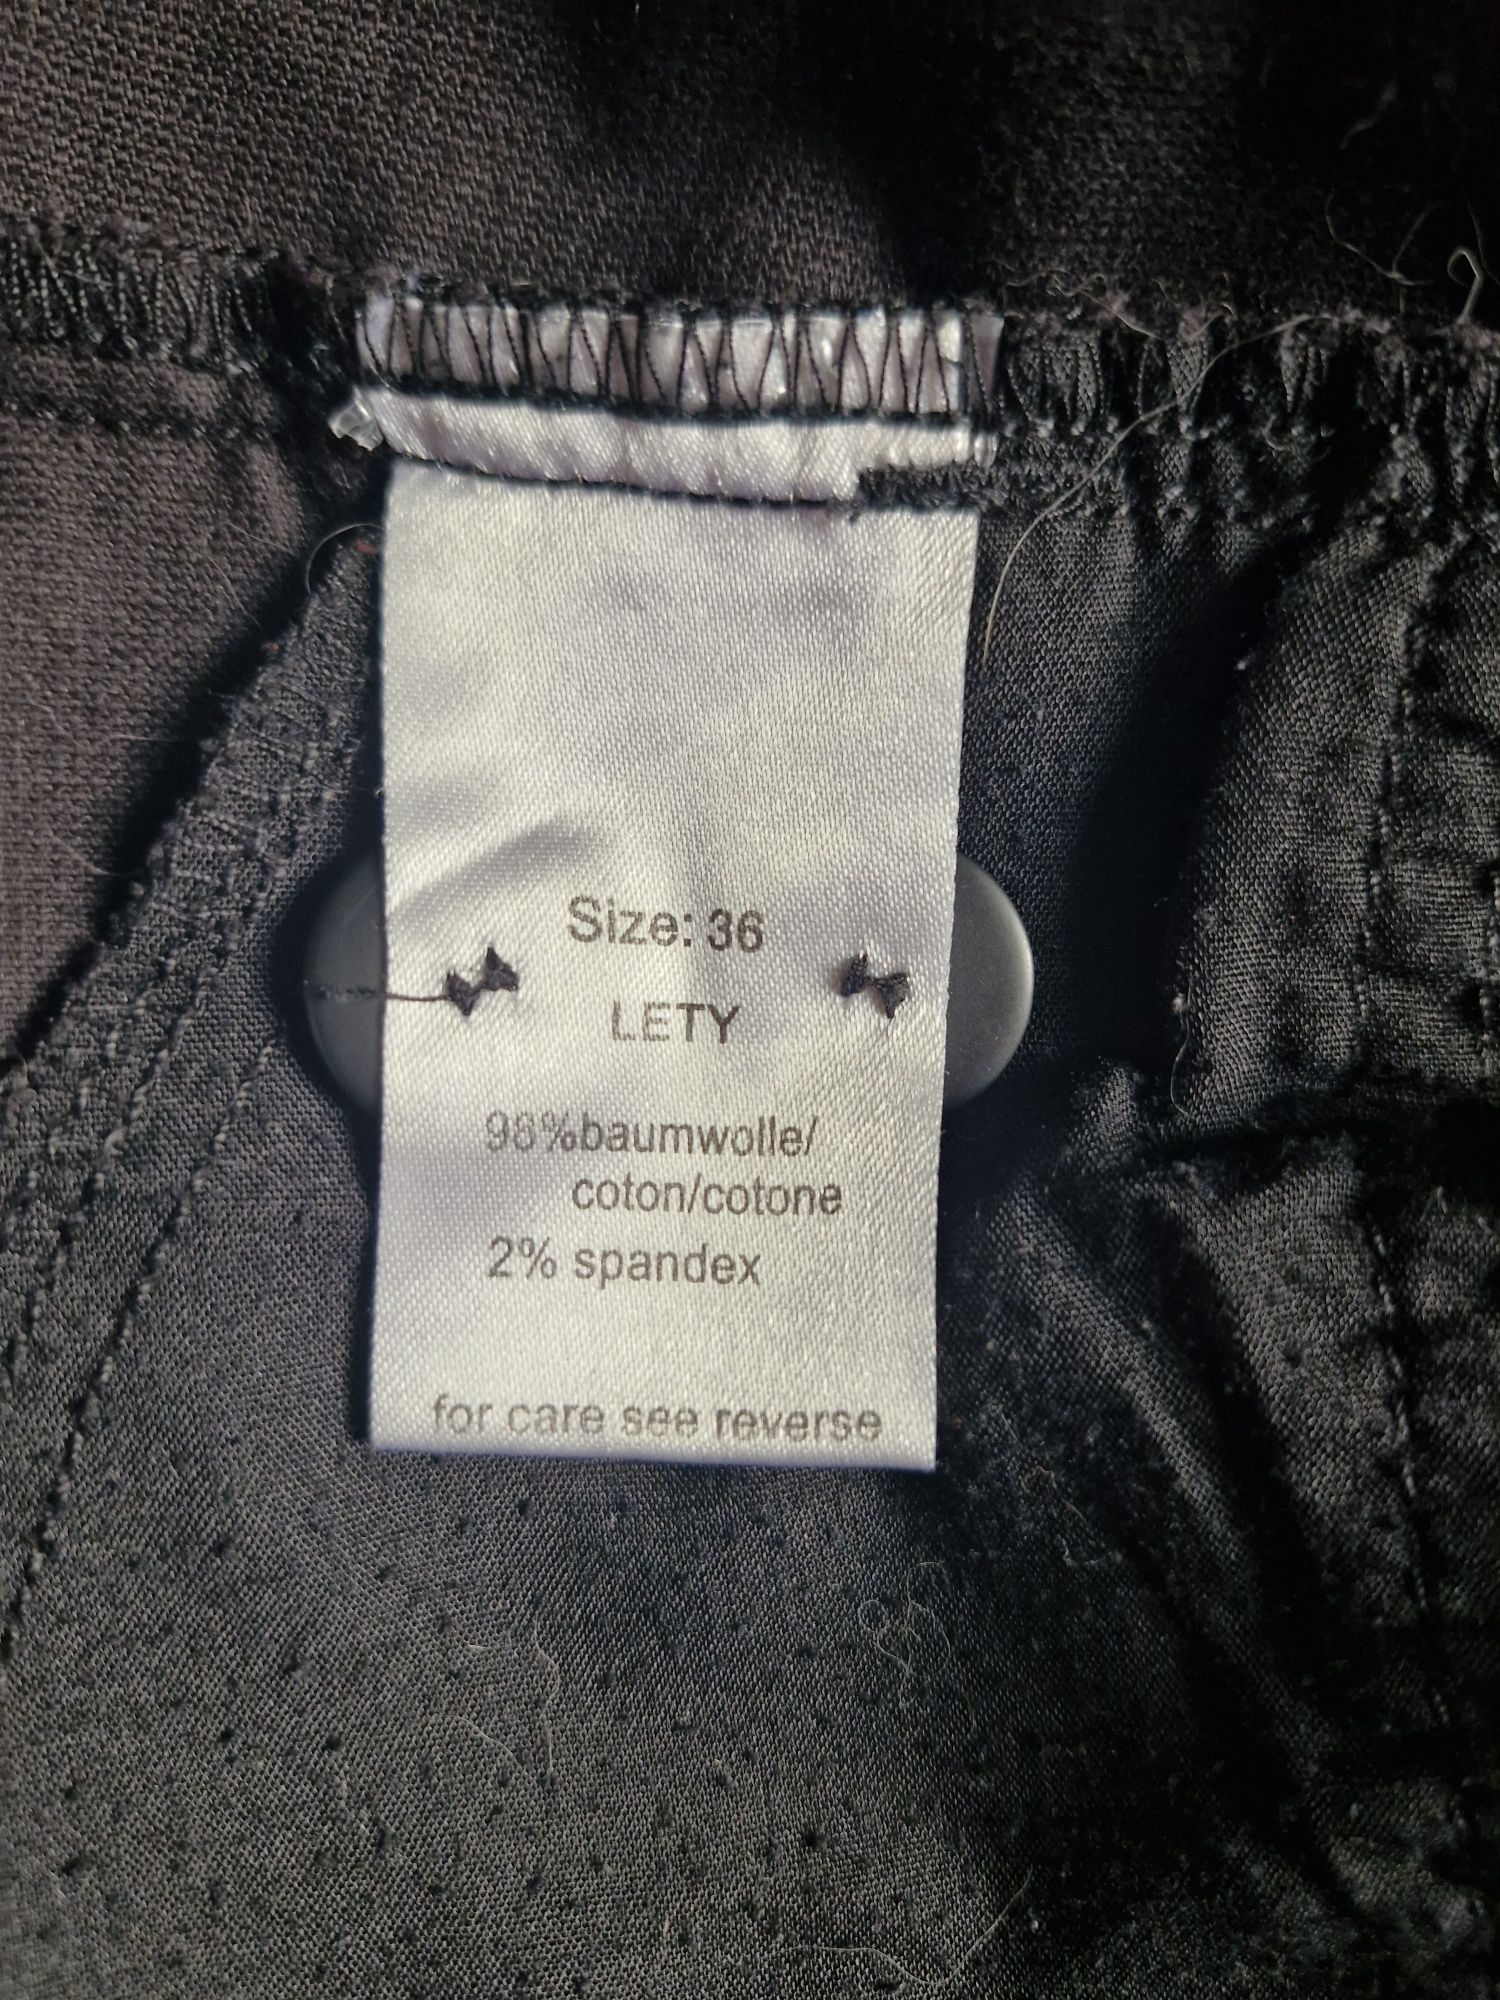 Size: 36
LETY
98%baumwolle/
coton/cotone
2% spandex
for care see reverse